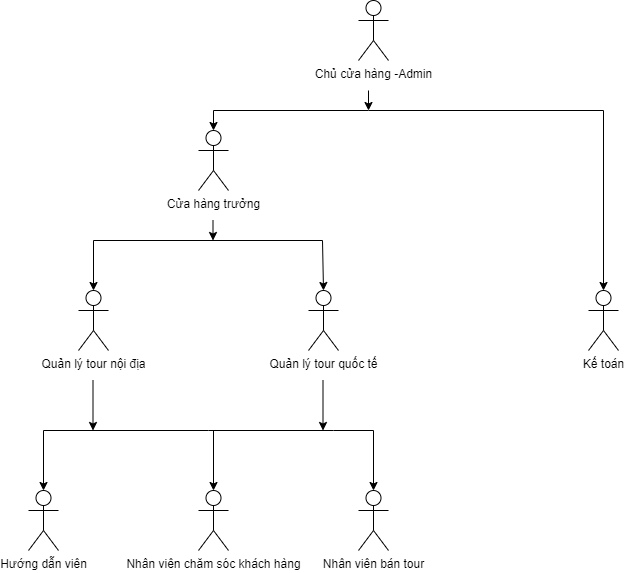 Chủ cửa hàng -Admin
Cửa hàng trưởng
Quản lý tour nội địa
Quản lý tour quốc tế
Kế toán
Hướng dẫn viên
Nhân viên chăm sóc khách hàng
Nhân viên bán tour